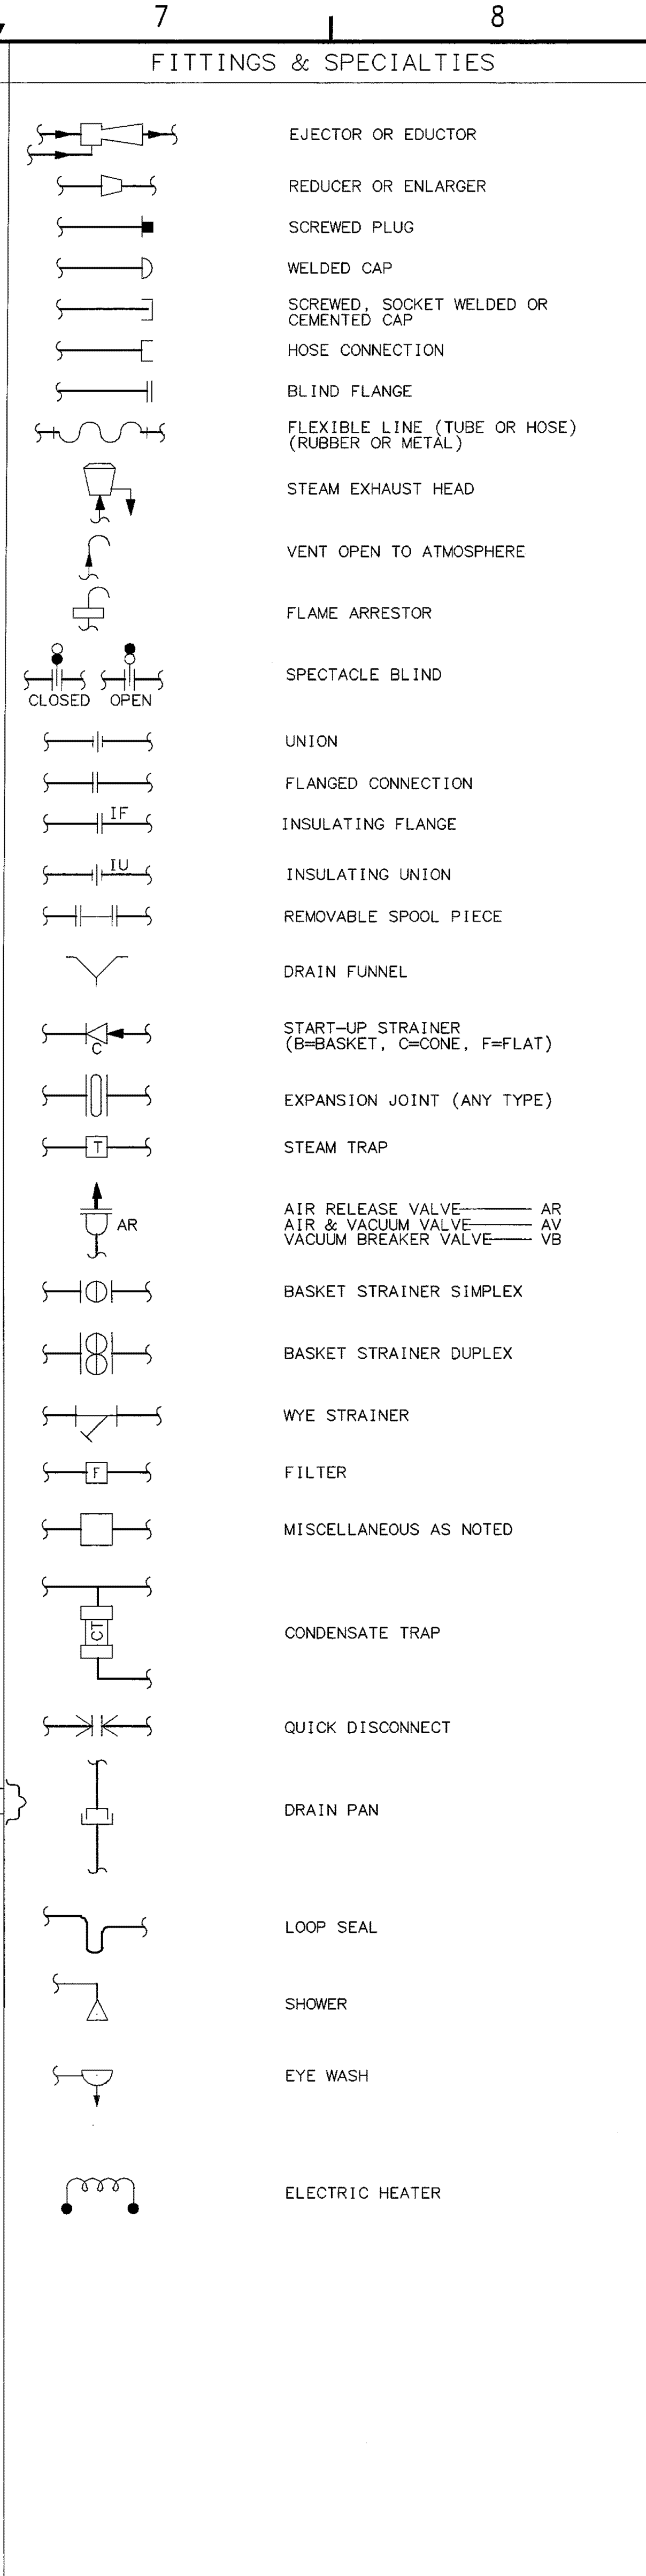 7 8
FITTINGS & SPECIALTIES
EJECTOR OR EDUCTOR
REDUCER OR ENLARGER
SCREWED PLUG
WELDED CAP
SCREWED, SOCKET WELDED OR
CEMENTED CAP
HOSE CONNECTION
BLIND FLANGE
FLEXIBLE LINE (TUBE OR HOSE)
(RUBBER OR METAL)
STEAM EXHAUST HEAD
VENT OPEN TO ATMOSPHERE
FLAME ARRESTOR
SPECTACLE BLIND
CLOSED OPEN
UNION
FLANGED CONNECTION
IF
INSULATING FLANGE
IU
INSULATING UNION
REMOVABLE SPOOL PIECE
DRAIN FUNNEL
START-UP STRAINER
(B=BASKET, C=CONE, F=FLAT)
C
EXPANSION JOINT (ANY TYPE)
T STEAM TRAP
AIR RELEASE VALVE AR
AR AIR & VACUUM VALVE AV
VACUUM BREAKER VALVE VB
BASKET STRAINER SIMPLEX
BASKET STRAINER DUPLEX
WYE STRAINER
F FILTER
MISCELLANEOUS AS NOTED
CT CONDENSATE TRAP
QUICK DISCONNECT
DRAIN PAN
LOOP SEAL
SHOWER
EYE WASH
ELECTRIC HEATER